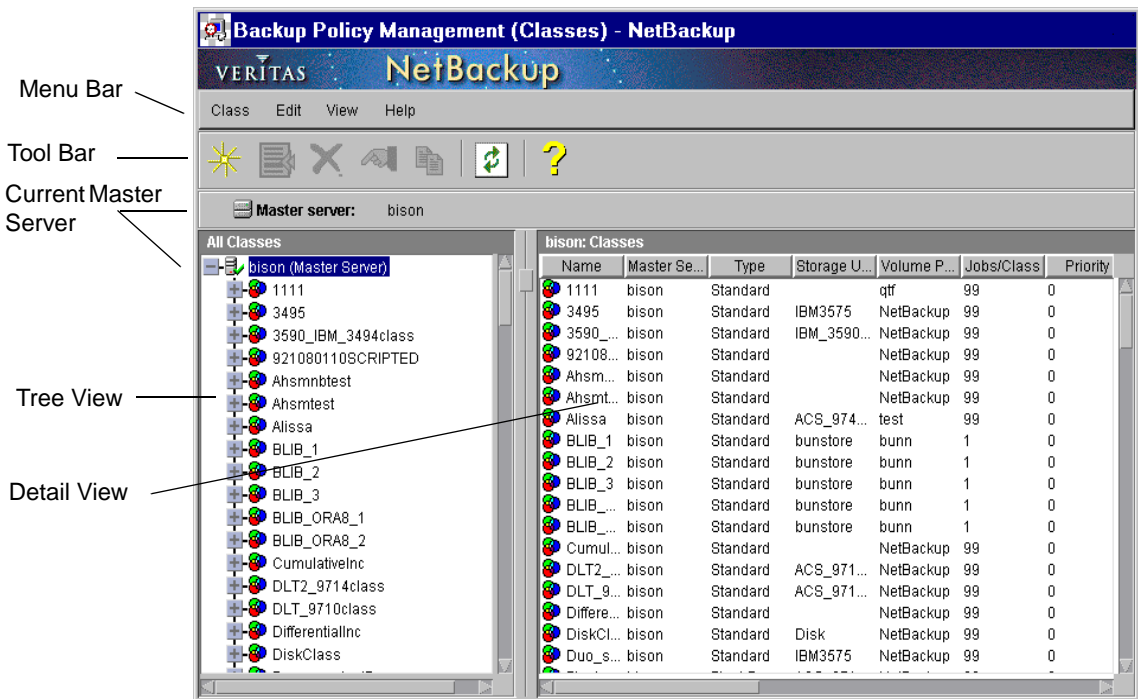 Backup Policy Management (Classes) - NetBackup
VERITAS NetBackup
Menu Bar
Class Edit View Help
Tool Bar
Current Master
Server
Master server: bison
All Classes
bison (Master Server)
1111
3495
3590_IBM_3494class
921080110SCRIPTED
Ahsmnbtest
Ahsmtest
Alissa
BLIB_1
BLIB_2
BLIB_3
BLIB_ORA8_1
BLIB_ORA8_2
CumulativeInc
DLT2_9714class
DLT_9710class
DifferentialInc
DiskClass
Tree View
Detail View
bison: Classes
Name Master Se... Type Storage U... Volume P... Jobs/Class Priority
1111 bison Standard qtf 99 0
3495 bison Standard IBM3575 NetBackup 99 0
3590_... bison Standard IBM_3590... NetBackup 99 0
92108... bison Standard NetBackup 99 0
Ahsm... bison Standard NetBackup 99 0
Ahsmt... bison Standard NetBackup 99 0
Alissa bison Standard ACS_974... test 99 0
BLIB_1 bison Standard bunstore bunn 1 0
BLIB_2 bison Standard bunstore bunn 1 0
BLIB_3 bison Standard bunstore bunn 1 0
BLIB_... bison Standard bunstore bunn 1 0
BLIB_... bison Standard bunstore bunn 1 0
Cumul... bison Standard NetBackup 99 0
DLT2_... bison Standard ACS_971... NetBackup 99 0
DLT_9... bison Standard ACS_971... NetBackup 99 0
Differe... bison Standard NetBackup 99 0
DiskCl... bison Standard Disk NetBackup 99 0
Duo_s... bison Standard IBM3575 NetBackup 99 0